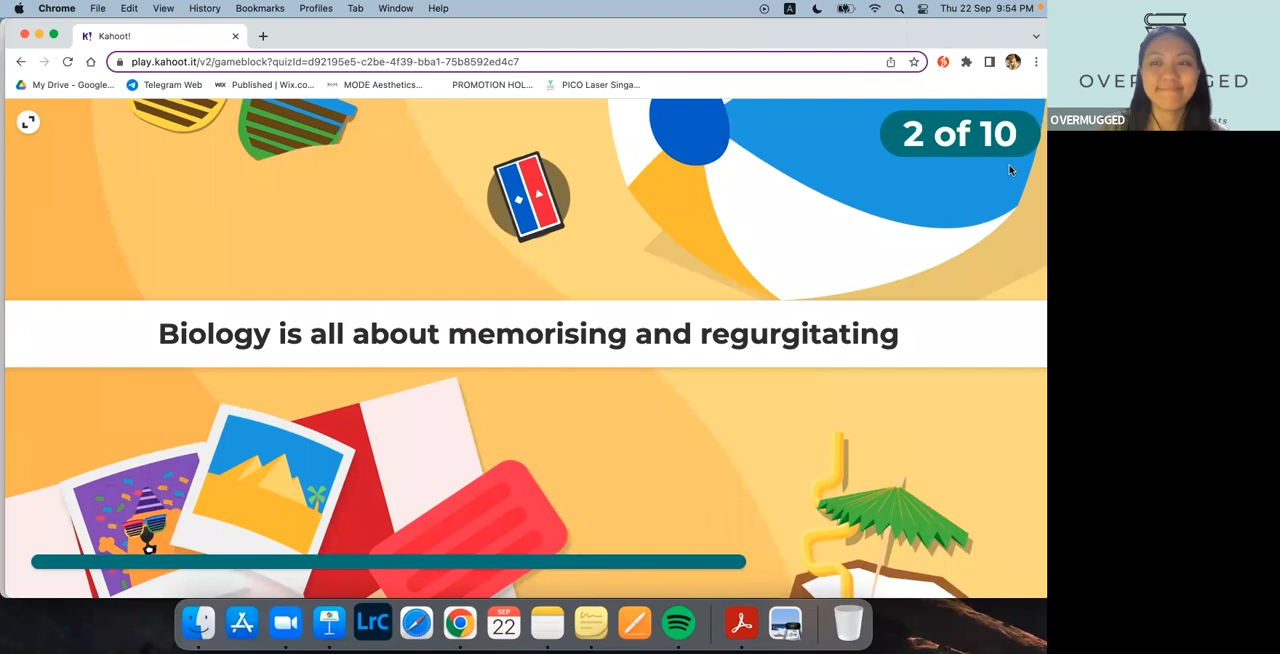 Chrome File Edit View History Bookmarks Profiles Tab Window Help A Thu 22 Sep 9:54 PM
K! Kahoot!
play.kahoot.it/v2/gameblock?quizId=d92195e5-c2be-4f39-bba1-75b8592ed4c7
My Drive - Google... Telegram Web WiX Published | Wix.co... MODE Aesthetics... PROMOTION HOL... PICO Laser Singa...
2 of 10
OVERMUGGED
Biology is all about memorising and regurgitating
LrC SEP 22